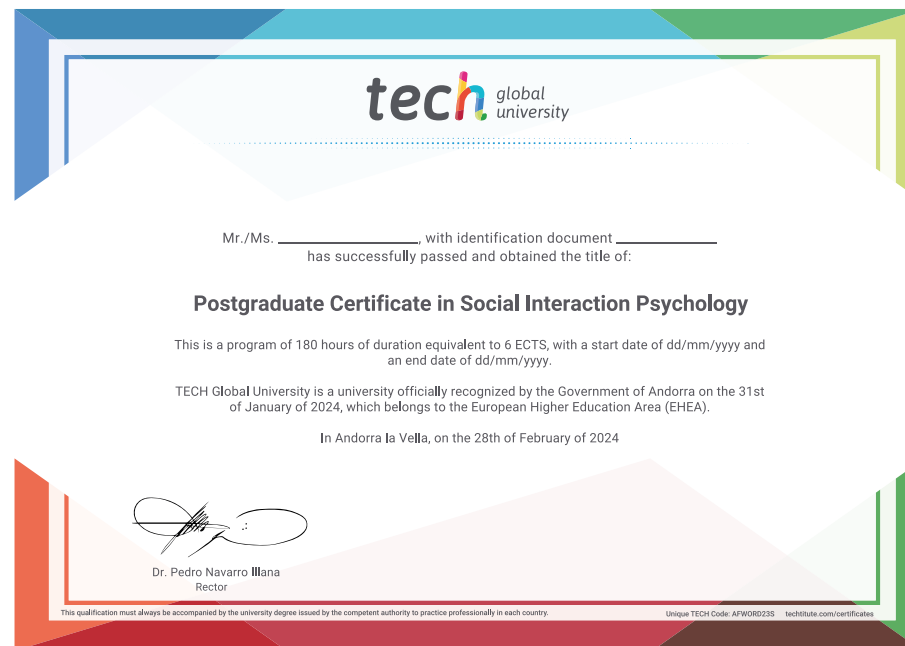 tech global university
Mr./Ms. ________________, with identification document ____________
has successfully passed and obtained the title of:
Postgraduate Certificate in Social Interaction Psychology
This is a program of 180 hours of duration equivalent to 6 ECTS, with a start date of dd/mm/yyyy and
an end date of dd/mm/yyyy.
TECH Global University is a university officially recognized by the Government of Andorra on the 31st
of January of 2024, which belongs to the European Higher Education Area (EHEA).
In Andorra la Vella, on the 28th of February of 2024
Dr. Pedro Navarro Illana
Rector
This qualification must always be accompanied by the university degree issued by the competent authority to practice professionally in each country.
Unique TECH Code: AFWORD23S techtitute.com/certificates